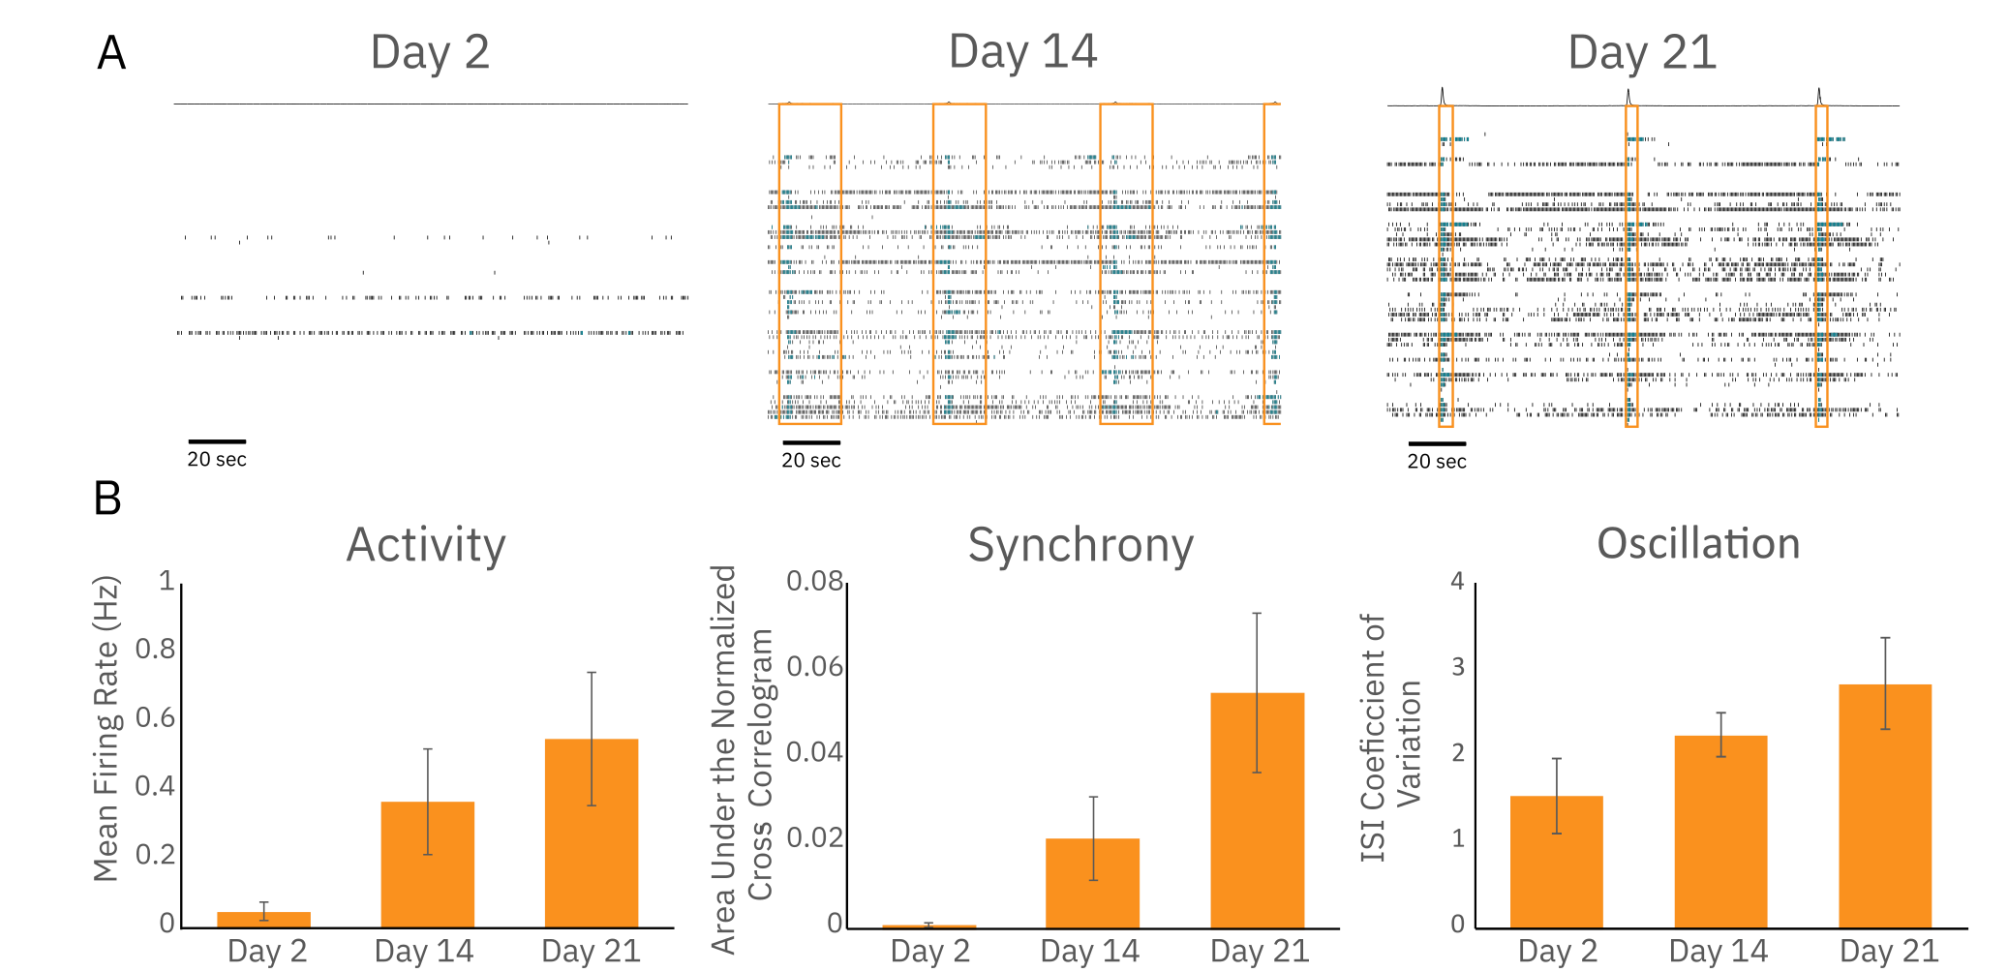 A
Day 2
Day 14
Day 21
20 sec
20 sec
20 sec
B
Activity
Mean Firing Rate (Hz)
1
0.8
0.6
0.4
0.2
0
Day 2
Day 14
Day 21
Synchrony
Area Under the Normalized
Cross Correlogram
0.08
0.06
0.04
0.02
0
Day 2
Day 14
Day 21
Oscillation
ISI Coeficcient of
Variation
4
3
2
1
0
Day 2
Day 14
Day 21